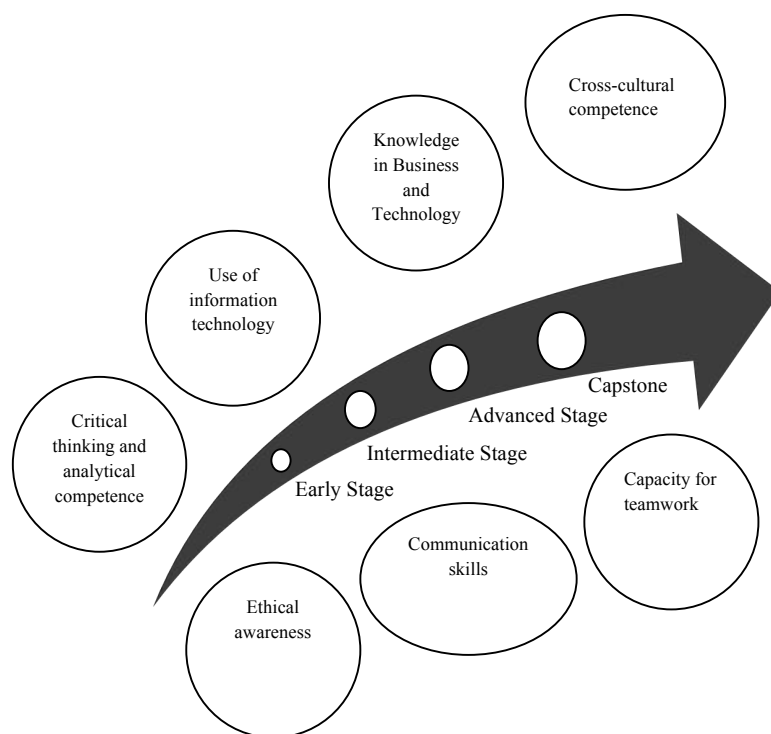 Cross-cultural
competence
Knowledge
in Business
and
Technology
Use of
information
technology
Critical
thinking and
analytical
competence
Capstone
Advanced Stage
Intermediate Stage
Early Stage
Capacity for
teamwork
Communication
skills
Ethical
awareness